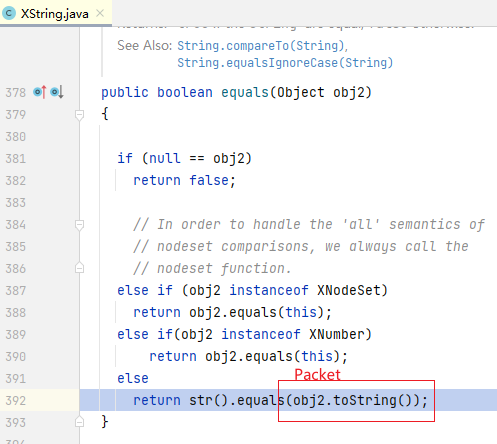 XString.java
See Also: String.compareTo(String),
String.equalsIgnoreCase(String)
378 public boolean equals(Object obj2)
379 {
380
381 if (null == obj2)
382 return false;
383
384 // In order to handle the 'all' semantics of
385 // nodeset comparisons, we always call the
386 // nodeset function.
387 else if (obj2 instanceof XNodeSet)
388 return obj2.equals(this);
389 else if(obj2 instanceof XNumber)
390 return obj2.equals(this);
Packet
391 else
392 return str().equals(obj2.toString());
393 }